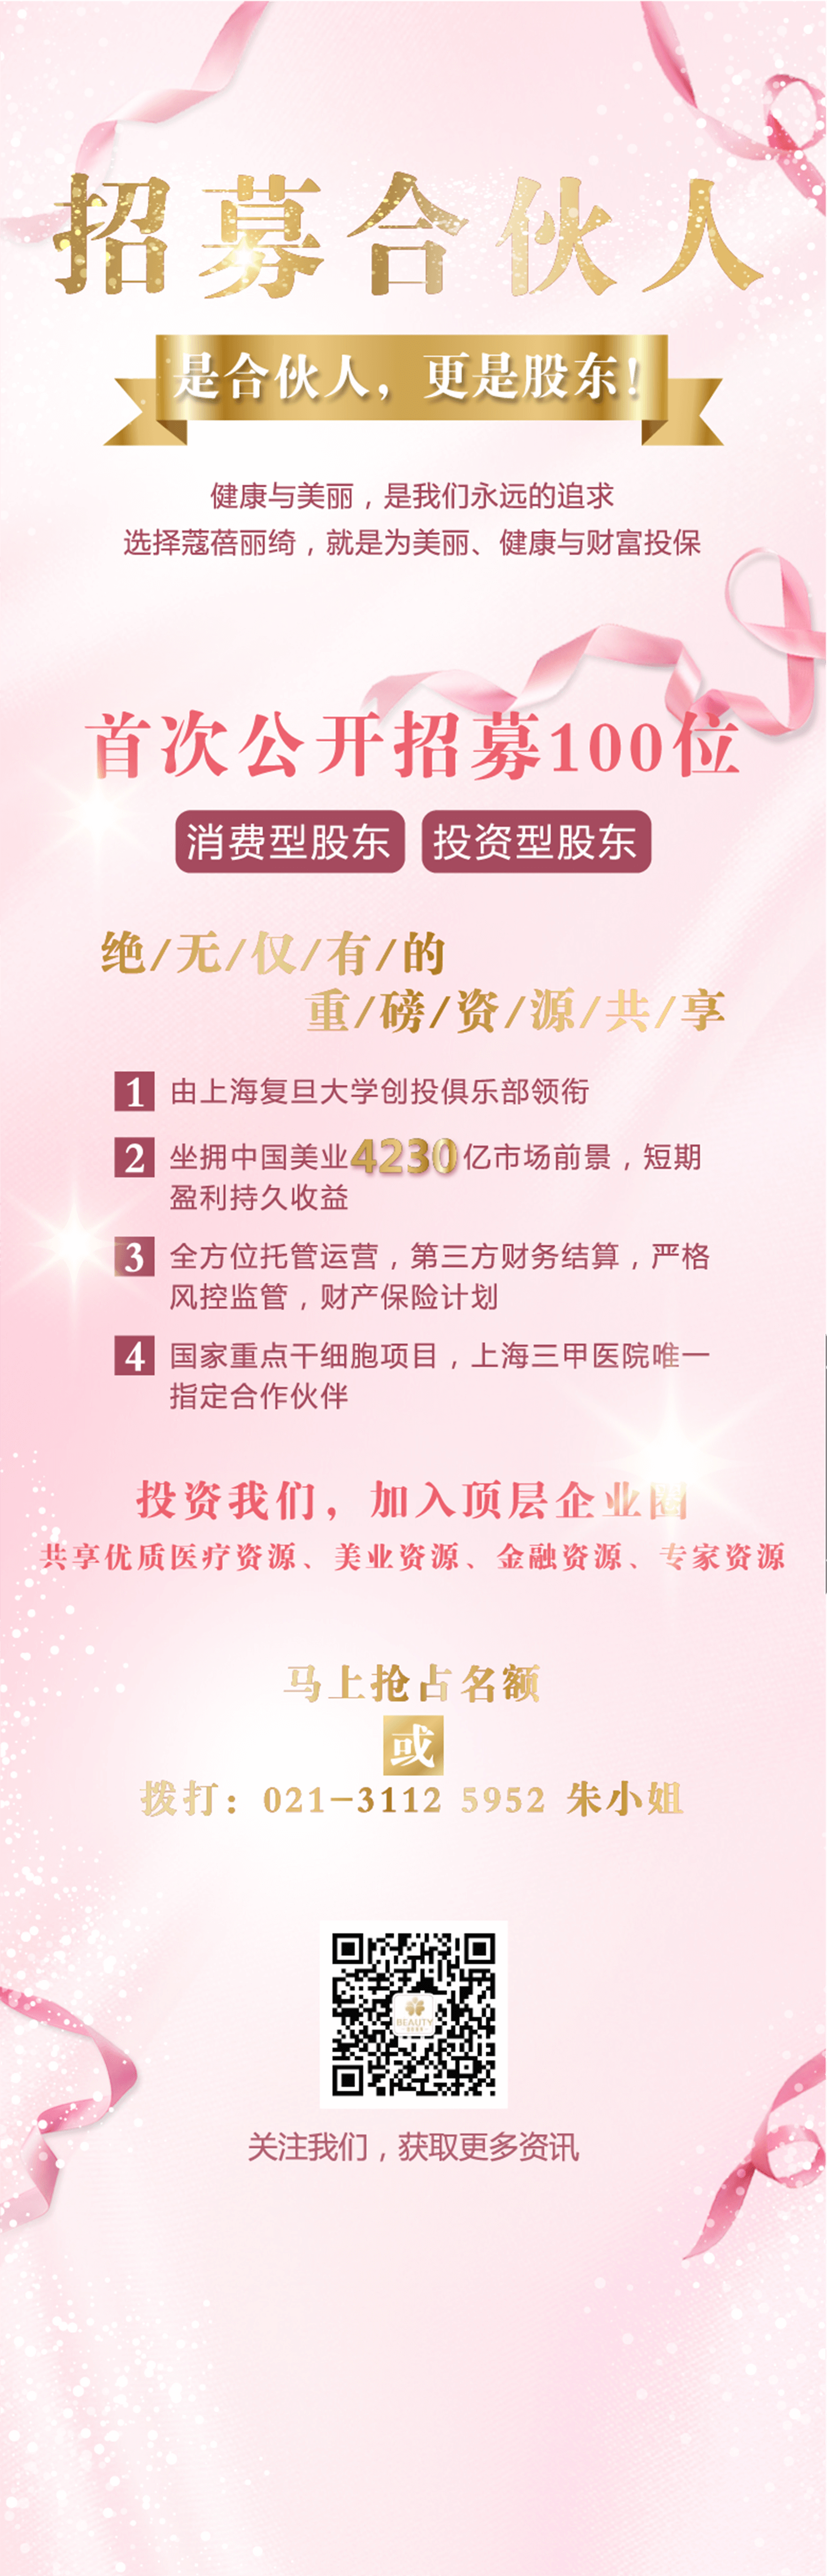 招募合伙人
是合伙人，更是股东！
健康与美丽，是我们永远的追求
选择蔻蓓丽绮，就是为美丽、健康与财富投保
首次公开招募100位
消费型股东 投资型股东
绝/无/仅/有/的
重/磅/资/源/共/享
1 由上海复旦大学创投俱乐部领衔
2 坐拥中国美业4230亿市场前景，短期
盈利持久收益
3 全方位托管运营，第三方财务结算，严格
风控监管，财产保险计划
4 国家重点干细胞项目，上海三甲医院唯一
指定合作伙伴
投资我们，加入顶层企业圈
共享优质医疗资源、美业资源、金融资源、专家资源
马上抢占名额
或
拨打：021-3112 5952 朱小姐
BEAUTY
关注我们，获取更多资讯